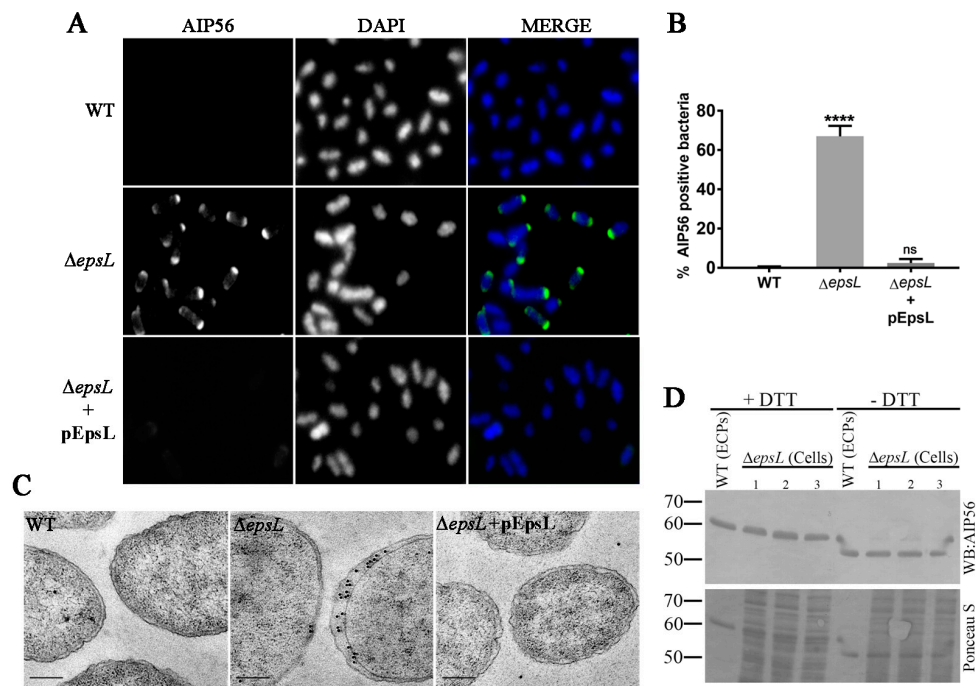 A
AIP56 DAPI MERGE
WT
ΔepsL
ΔepsL
+
pEpsL
B
% AIP56 positive bacteria
80
60
40
20
0
****
ns
WT ΔepsL ΔepsL
+
pEpsL
C
WT ΔepsL ΔepsL+pEpsL
D
+ DTT - DTT
WT (ECPs) ΔepsL (Cells) WT (ECPs) ΔepsL (Cells)
1 2 3 1 2 3
70
60
50
WB:AIP56
70
60
50
Ponceau S